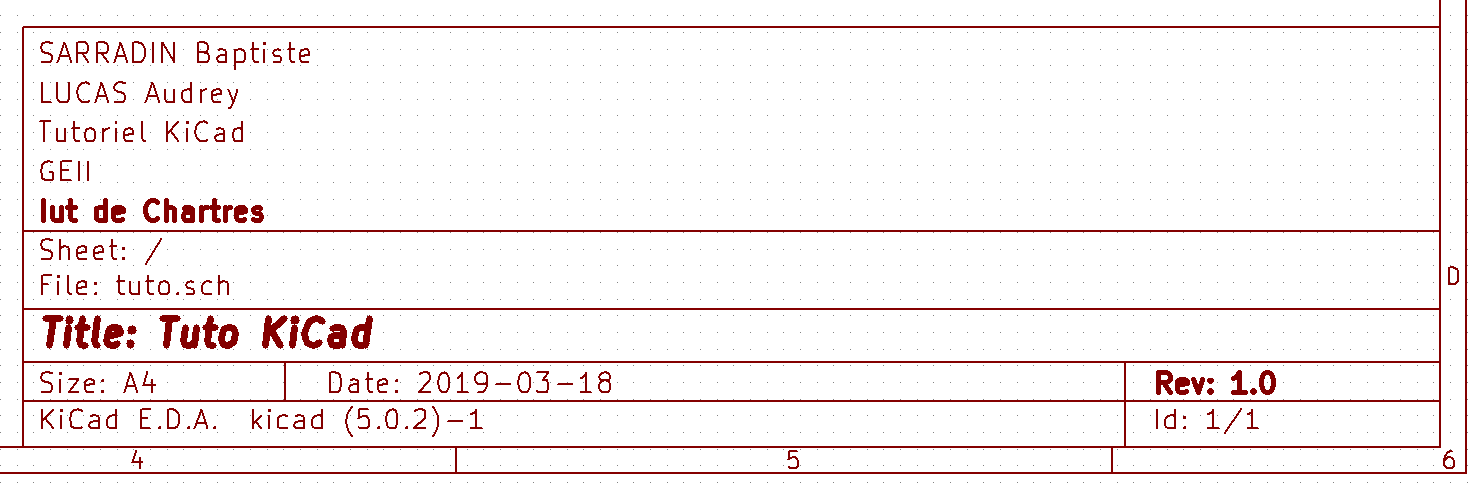 SARRADIN Baptiste
LUCAS Audrey
Tutoriel KiCad
GEII
Iut de Chartres
Sheet: /
File: tuto.sch
D
Title: Tuto KiCad
Size: A4 Date: 2019-03-18 Rev: 1.0
KiCad E.D.A. kicad (5.0.2)-1 Id: 1/1
4 5 6